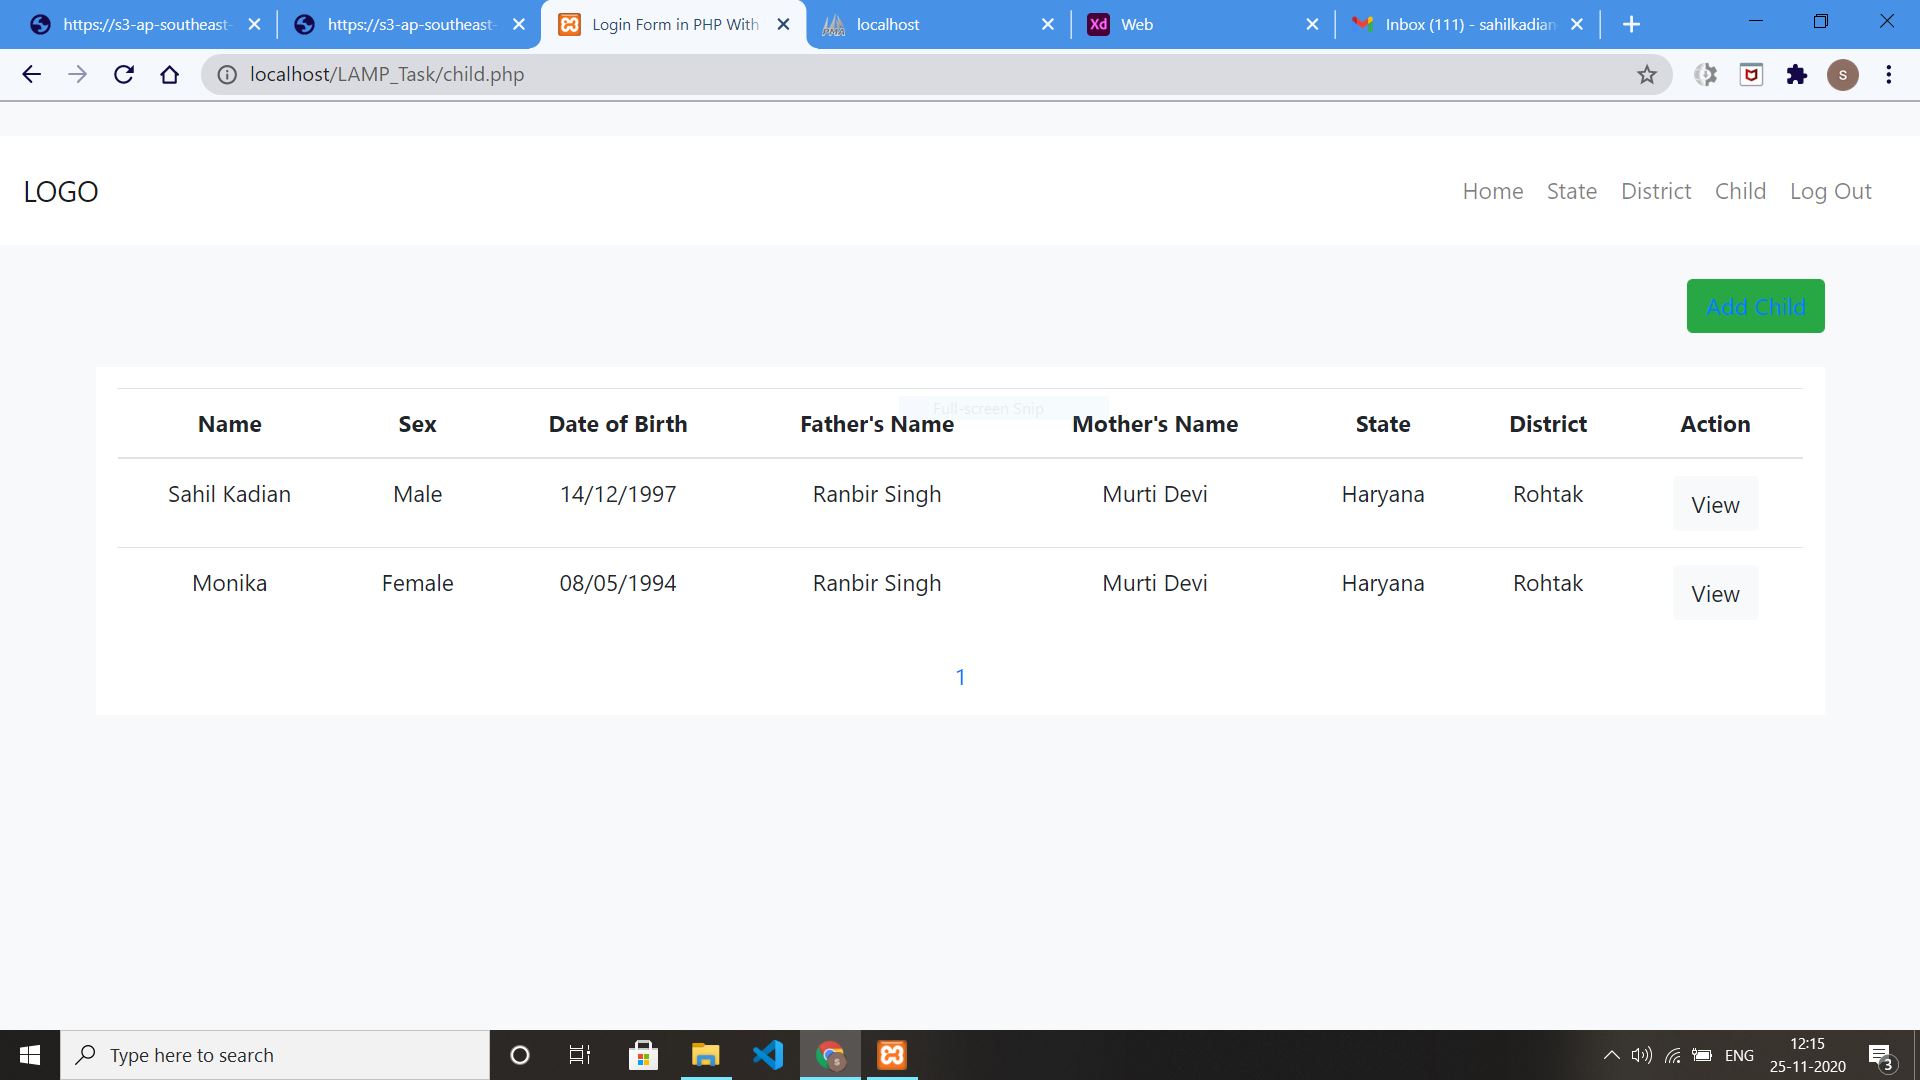 https://s3-ap-southeast- https://s3-ap-southeast- Login Form in PHP With localhost Xd Web Inbox (111) - sahilkadian
localhost/LAMP_Task/child.php S
LOGO Home State District Child Log Out
Add Child
Full-screen Snip
Name Sex Date of Birth Father's Name Mother's Name State District Action
Sahil Kadian Male 14/12/1997 Ranbir Singh Murti Devi Haryana Rohtak View
Monika Female 08/05/1994 Ranbir Singh Murti Devi Haryana Rohtak View
1
Type here to search ENG 12:15
25-11-2020 3